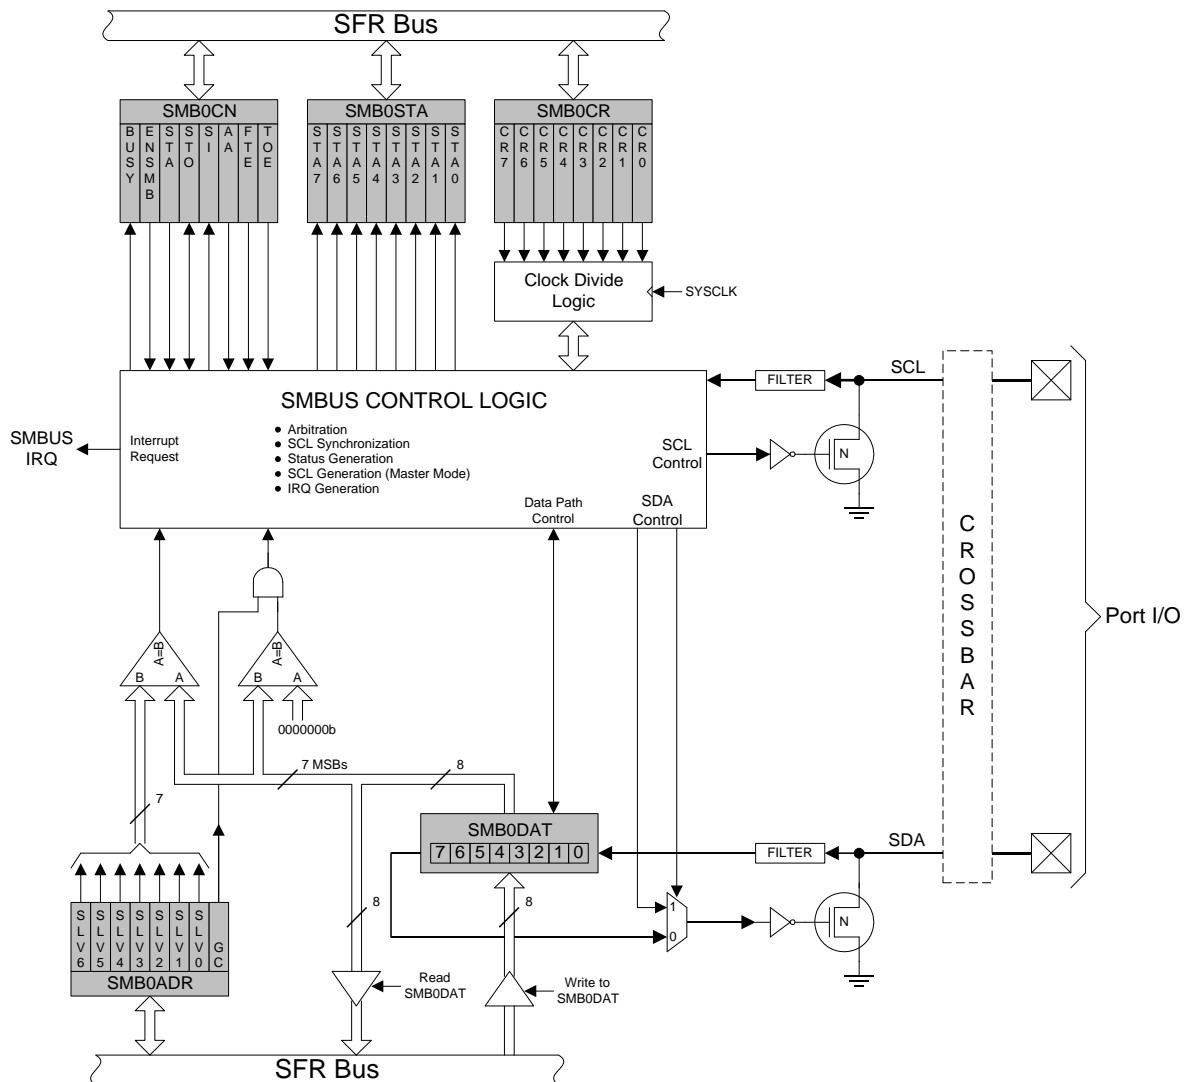 SFR Bus
SMB0CN
SMB0STA
SMB0CR
BUSY
ENSMB
STA
STO
SI
AA
FTE
TOE
STA7
STA6
STA5
STA4
STA3
STA2
STA1
STA0
CR7
CR6
CR5
CR4
CR3
CR2
CR1
CR0
Clock Divide
Logic
SYSCLK
SCL
FILTER
SMBUS CONTROL LOGIC
Arbitration
SCL Synchronization
Status Generation
SCL Generation (Master Mode)
IRQ Generation
SMBUS
IRQ
Interrupt
Request
SCL
Control
N
Data Path
Control
SDA
Control
CROSSBAR
Port I/O
A=B
B
A
A=B
B
A
0000000b
7 MSBs
8
7
SMB0DAT
7 6 5 4 3 2 1 0
SDA
FILTER
8
8
1
0
N
SLV6
SLV5
SLV4
SLV3
SLV2
SLV1
SLV0
GC
SMB0ADR
Read
SMB0DAT
Write to
SMB0DAT
SFR Bus